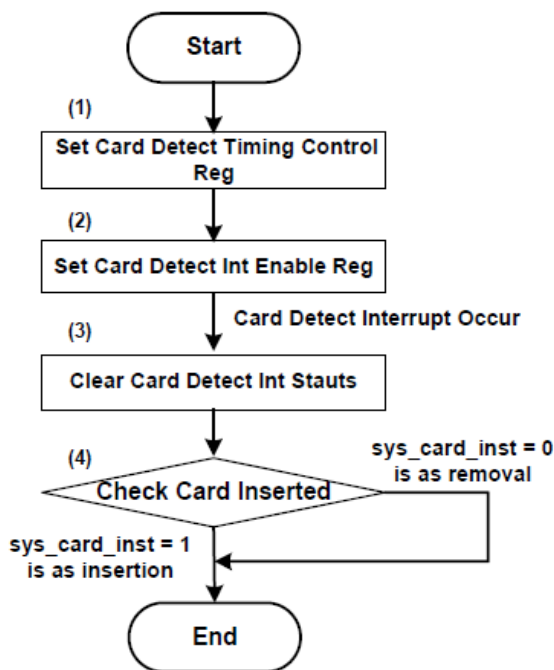 Start
(1)
Set Card Detect Timing Control
Reg
(2)
Set Card Detect Int Enable Reg
Card Detect Interrupt Occur
(3)
Clear Card Detect Int Stauts
(4)
Check Card Inserted
sys_card_inst = 0
is as removal
sys_card_inst = 1
is as insertion
End